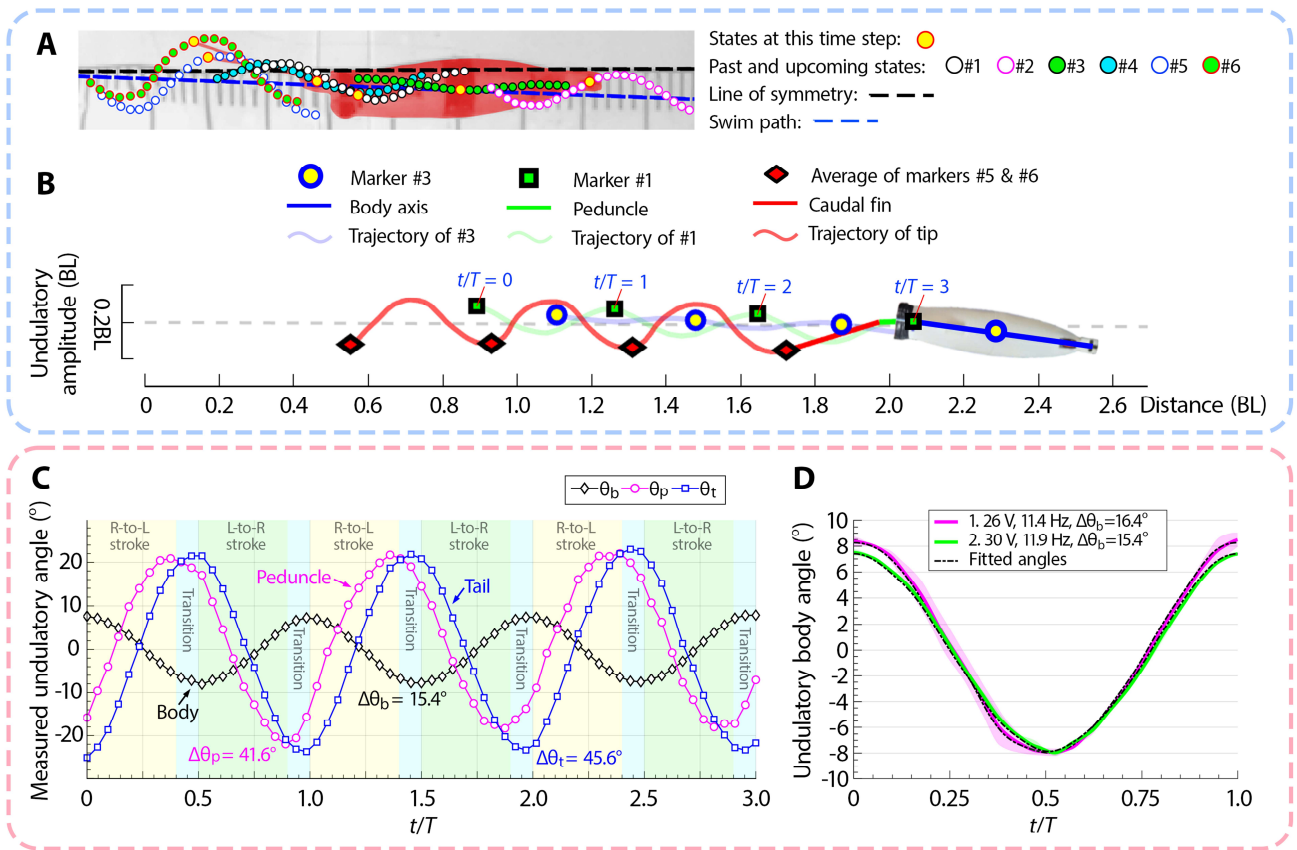 A
States at this time step:
Past and upcoming states: #1 #2 #3 #4 #5 #6
Line of symmetry:
Swim path:
B
Marker #3 Marker #1 Average of markers #5 & #6
Body axis Peduncle Caudal fin
Trajectory of #3 Trajectory of #1 Trajectory of tip
Undulatory
amplitude (BL)
0.2BL
t/T = 0 t/T = 1 t/T = 2 t/T = 3
0 0.2 0.4 0.6 0.8 1.0 1.2 1.4 1.6 1.8 2.0 2.2 2.4 2.6 Distance (BL)
C
θb θp θt
Measured undulatory angle (°)
R-to-L
stroke
L-to-R
stroke
R-to-L
stroke
L-to-R
stroke
R-to-L
stroke
L-to-R
stroke
20
10
0
-10
-20
Peduncle
Tail
Body
Transition
Transition
Transition
Transition
Transition
Transition
Δθb = 15.4°
Δθp = 41.6°
Δθt = 45.6°
0 0.5 1.0 1.5 2.0 2.5 3.0
t/T
D
1. 26 V, 11.4 Hz, Δθb=16.4°
2. 30 V, 11.9 Hz, Δθb=15.4°
Fitted angles
Undulatory body angle (°)
10
8
6
4
2
0
-2
-4
-6
-8
-10
0 0.25 0.5 0.75 1.0
t/T